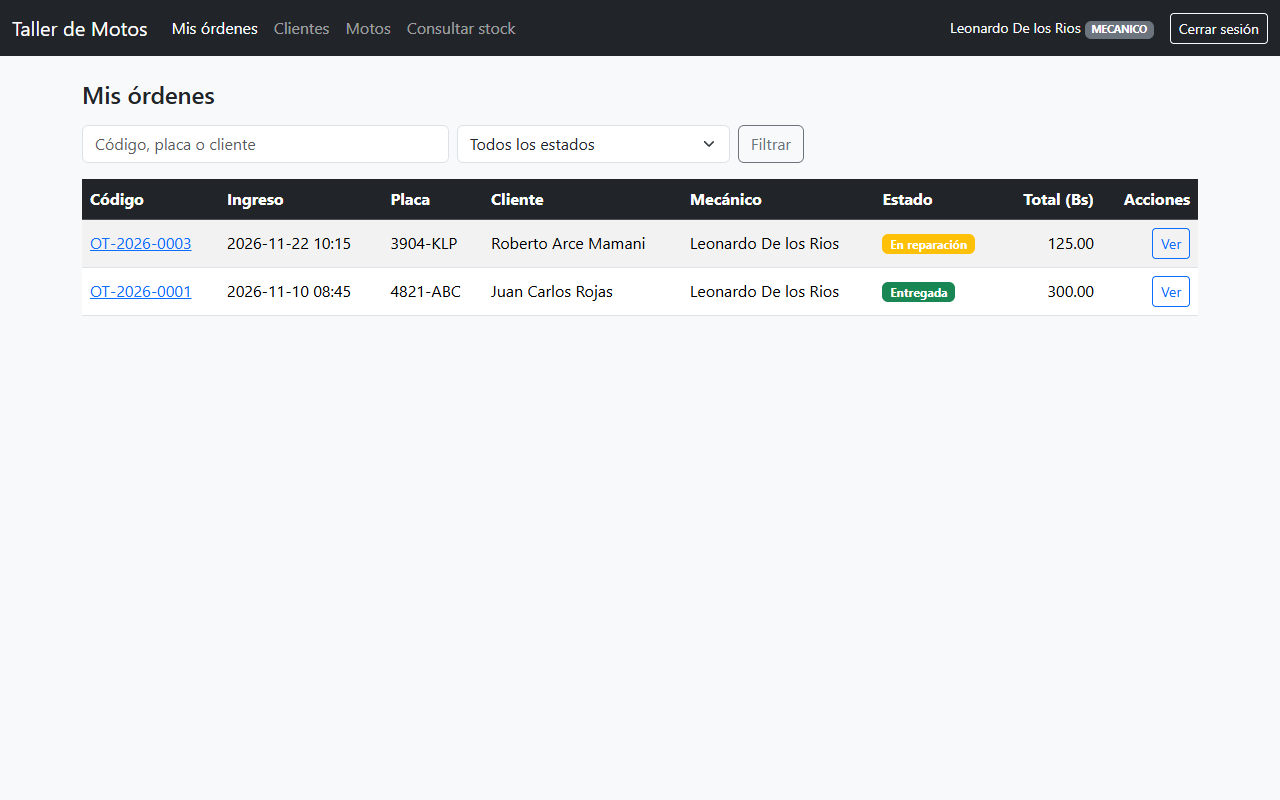 Taller de Motos Mis órdenes Clientes Motos Consultar stock Leonardo De los Rios MECANICO Cerrar sesión
Mis órdenes
Código, placa o cliente Todos los estados Filtrar
Código Ingreso Placa Cliente Mecánico Estado Total (Bs) Acciones
OT-2026-0003 2026-11-22 10:15 3904-KLP Roberto Arce Mamani Leonardo De los Rios En reparación 125.00 Ver
OT-2026-0001 2026-11-10 08:45 4821-ABC Juan Carlos Rojas Leonardo De los Rios Entregada 300.00 Ver